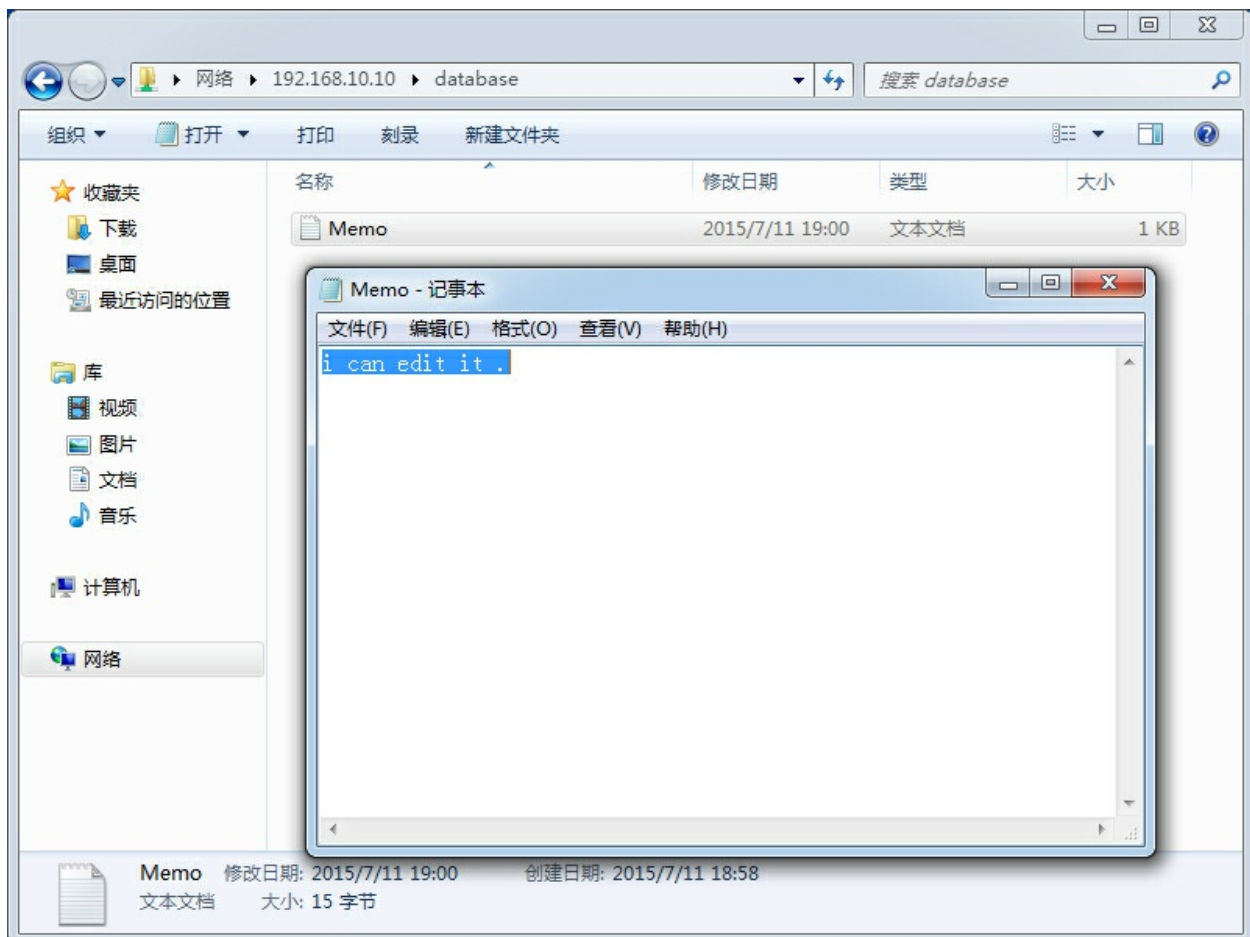 网络 192.168.10.10 database 搜索 database
组织 打开 打印 刻录 新建文件夹
名称 修改日期 类型 大小
Memo 2015/7/11 19:00 文本文档 1 KB
收藏夹
下载
桌面
最近访问的位置
库
视频
图片
文档
音乐
计算机
网络
Memo - 记事本
文件(F) 编辑(E) 格式(O) 查看(V) 帮助(H)
i can edit it .
Memo 修改日期: 2015/7/11 19:00 创建日期: 2015/7/11 18:58
文本文档 大小: 15 字节